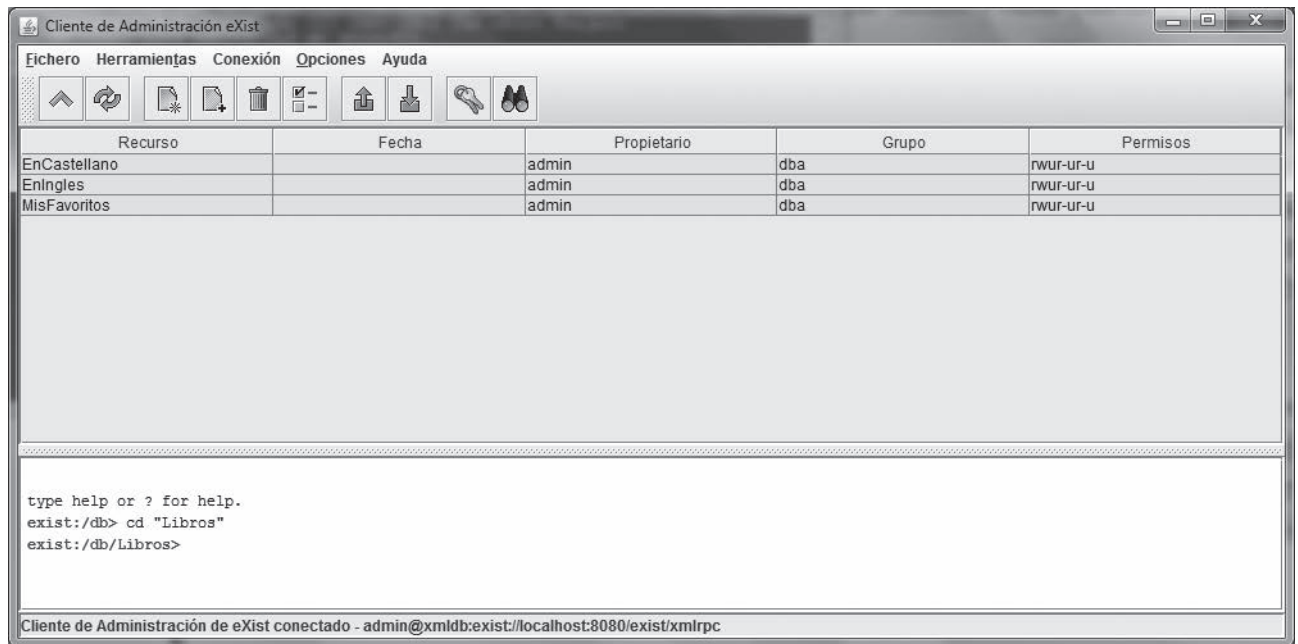 Cliente de Administración eXist
Fichero Herramientas Conexión Opciones Ayuda
Recurso Fecha Propietario Grupo Permisos
EnCastellano admin dba rwur-ur-u
EnIngles admin dba rwur-ur-u
MisFavoritos admin dba rwur-ur-u
type help or ? for help.
exist:/db> cd "Libros"
exist:/db/Libros>
Cliente de Administración de eXist conectado - admin@xmldb:exist://localhost:8080/exist/xmlrpc